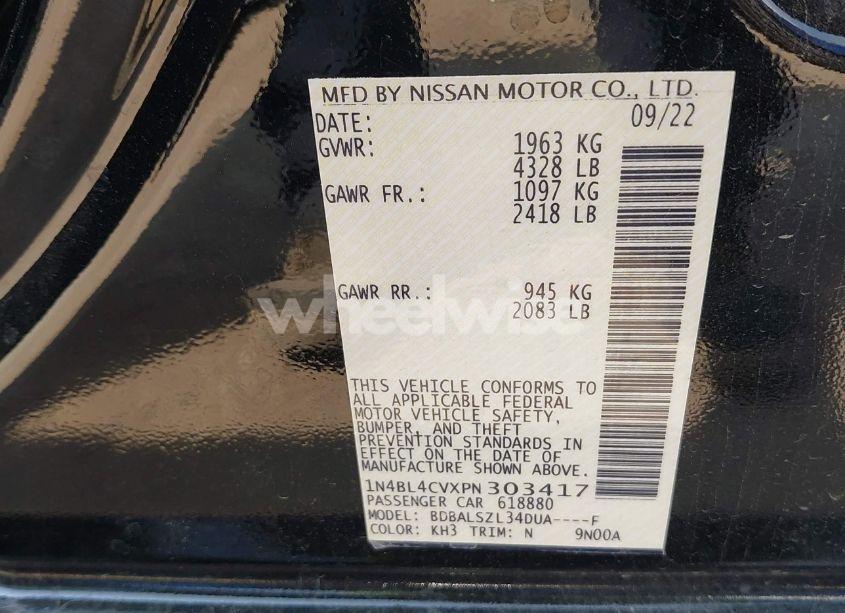 MFD BY NISSAN MOTOR CO., LTD.
DATE: 09/22
GVWR: 1963 KG
4328 LB
GAWR FR.: 1097 KG
2418 LB
GAWR RR.: 945 KG
2083 LB
wheelwise
THIS VEHICLE CONFORMS TO
ALL APPLICABLE FEDERAL
MOTOR VEHICLE SAFETY,
BUMPER, AND THEFT
PREVENTION STANDARDS IN
EFFECT ON THE DATE OF
MANUFACTURE SHOWN ABOVE.
1N4BL4CVXPN303417
PASSENGER CAR 618880
MODEL: BDBALSZL34DUA----F
COLOR: KH3 TRIM: N 9N00A